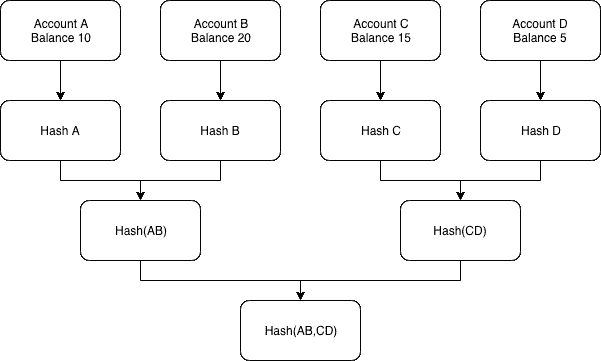 Account A
Balance 10
Account B
Balance 20
Account C
Balance 15
Account D
Balance 5
Hash A
Hash B
Hash C
Hash D
Hash(AB)
Hash(CD)
Hash(AB,CD)